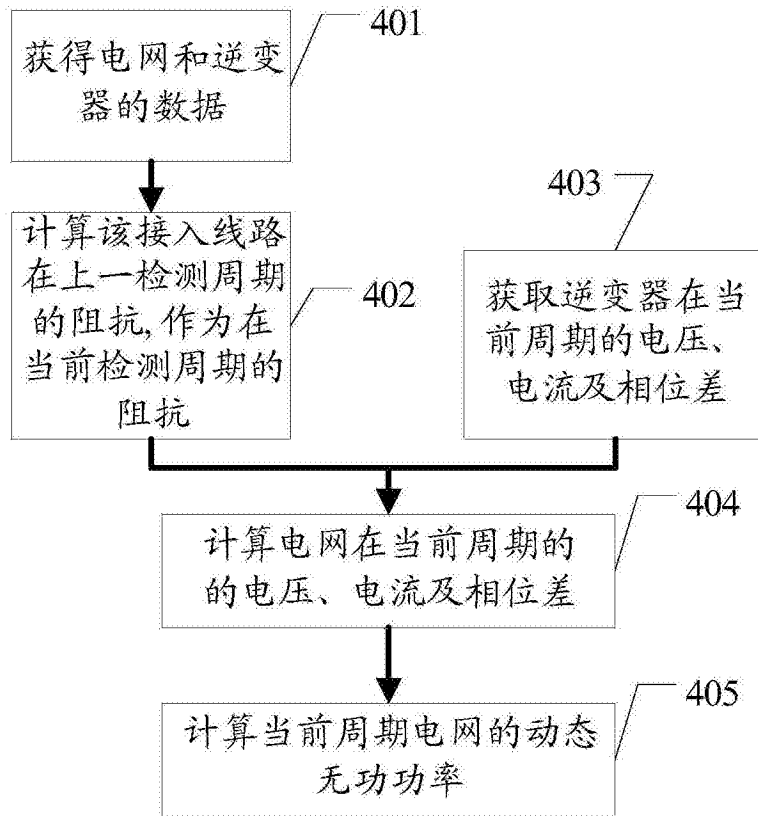 获得电网和逆变
器的数据
401
计算该接入线路
在上一检测周期
的阻抗,作为在
当前检测周期的
阻抗
402
403
获取逆变器在当
前周期的电压、
电流及相位差
计算电网在当前周期的
的电压、电流及相位差
404
计算当前周期电网的动态
无功功率
405